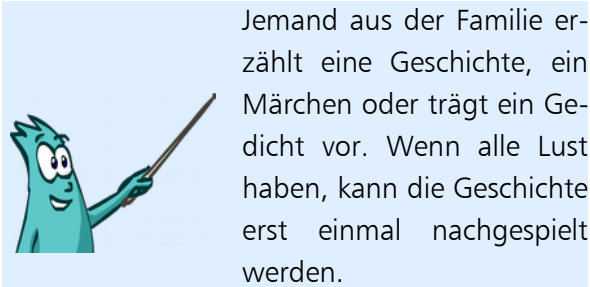 Jemand aus der Familie er-
zählt eine Geschichte, ein
Märchen oder trägt ein Ge-
dicht vor. Wenn alle Lust
haben, kann die Geschichte
erst einmal nachgespielt
werden.